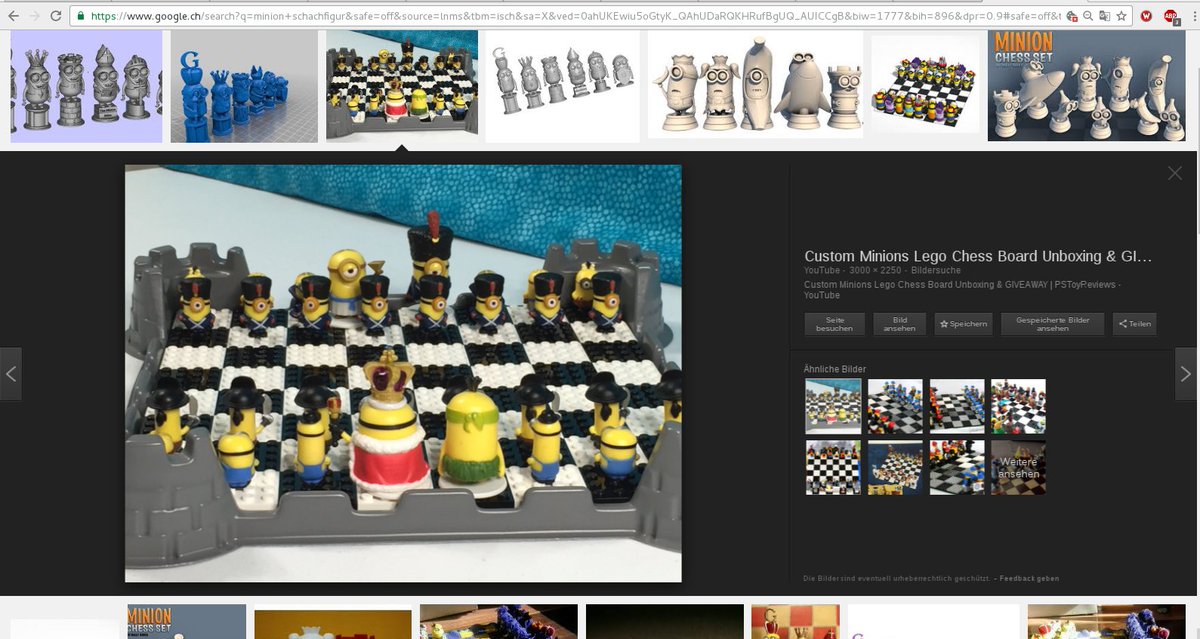 https://www.google.ch/search?q=minion+schachfigur&safe=off&source=lnms&tbm=isch&sa=X&ved=0ahUKEwiu5oGtyK_QAhUDaRQKHRufBgUQ_AUICCgB&biw=1777&bih=896&dpr=0.9#safe=off&t
G
G
MINION
CHESS SET
Custom Minions Lego Chess Board Unboxing & GI...
YouTube - 3000 × 2250 - Bildersuche
Custom Minions Lego Chess Board Unboxing & GIVEAWAY | PSToyReviews -
YouTube
Seite besuchen
Bild ansehen
Speichern
Gespeicherte Bilder ansehen
Teilen
Ähnliche Bilder
Weitere ansehen
Die Bilder sind eventuell urheberrechtlich geschützt. - Feedback geben
MINION
CHESS SET